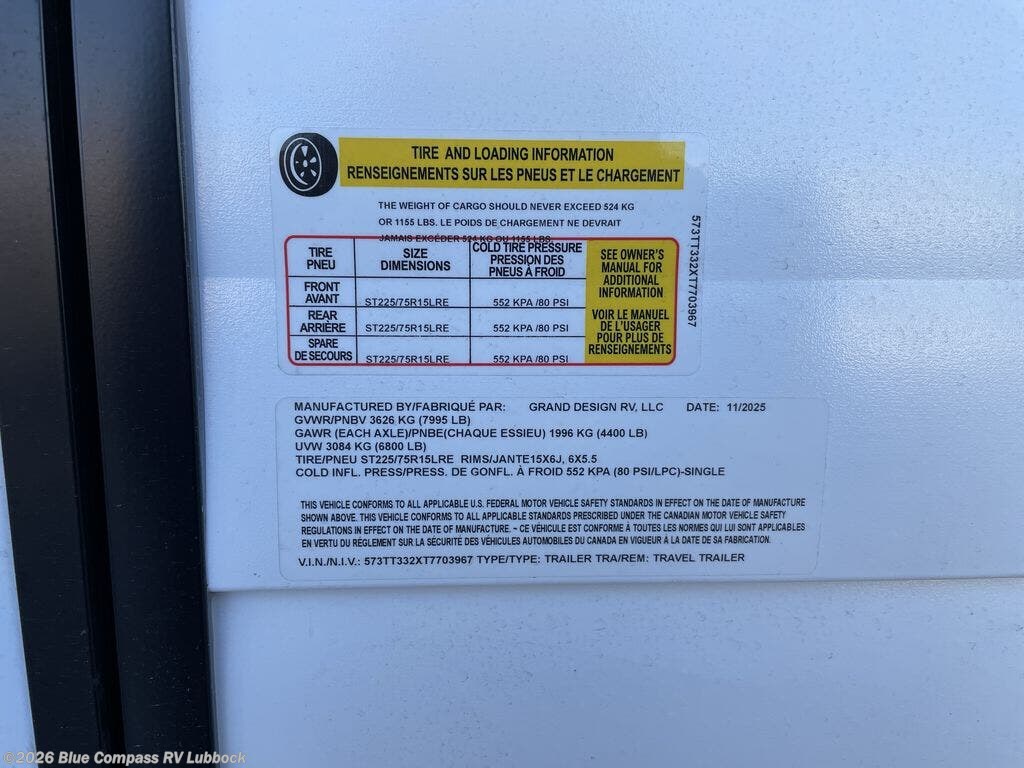 TIRE AND LOADING INFORMATION
RENSEIGNEMENTS SUR LES PNEUS ET LE CHARGEMENT
THE WEIGHT OF CARGO SHOULD NEVER EXCEED 524 KG
OR 1155 LBS. LE POIDS DE CHARGEMENT NE DEVRAIT
JAMAIS EXCÉDER 524 KG OU 1155 LBS.
TIRE
PNEU
SIZE
DIMENSIONS
COLD TIRE PRESSURE
PRESSION DES
PNEUS À FROID
FRONT
AVANT
ST225/75R15LRE
552 KPA /80 PSI
REAR
ARRIÈRE
ST225/75R15LRE
552 KPA /80 PSI
SPARE
DE SECOURS
ST225/75R15LRE
552 KPA /80 PSI
SEE OWNER'S
MANUAL FOR
ADDITIONAL
INFORMATION
VOIR LE MANUEL
DE L'USAGER
POUR PLUS DE
RENSEIGNEMENTS
573TT332XT7703967
MANUFACTURED BY/FABRIQUÉ PAR: GRAND DESIGN RV, LLC DATE: 11/2025
GVWR/PNBV 3626 KG (7995 LB)
GAWR (EACH AXLE)/PNBE(CHAQUE ESSIEU) 1996 KG (4400 LB)
UVW 3084 KG (6800 LB)
TIRE/PNEU ST225/75R15LRE RIMS/JANTE15X6J, 6X5.5
COLD INFL. PRESS/PRESS. DE GONFL. À FROID 552 KPA (80 PSI/LPC)-SINGLE
THIS VEHICLE CONFORMS TO ALL APPLICABLE U.S. FEDERAL MOTOR VEHICLE SAFETY STANDARDS IN EFFECT ON THE DATE OF MANUFACTURE
SHOWN ABOVE. THIS VEHICLE CONFORMS TO ALL APPLICABLE STANDARDS PRESCRIBED UNDER THE CANADIAN MOTOR VEHICLE SAFETY
REGULATIONS IN EFFECT ON THE DATE OF MANUFACTURE. ~ CE VÉHICULE EST CONFORME À TOUTES LES NORMES QUI LUI SONT APPLICABLES
EN VERTU DU RÉGLEMENT SUR LA SÉCURITÉ DES VÉHICULES AUTOMOBILES DU CANADA EN VIGUEUR À LA DATE DE SA FABRICATION.
V.I.N./N.I.V.: 573TT332XT7703967 TYPE/TYPE: TRAILER TRA/REM: TRAVEL TRAILER
©2026 Blue Compass RV Lubbock